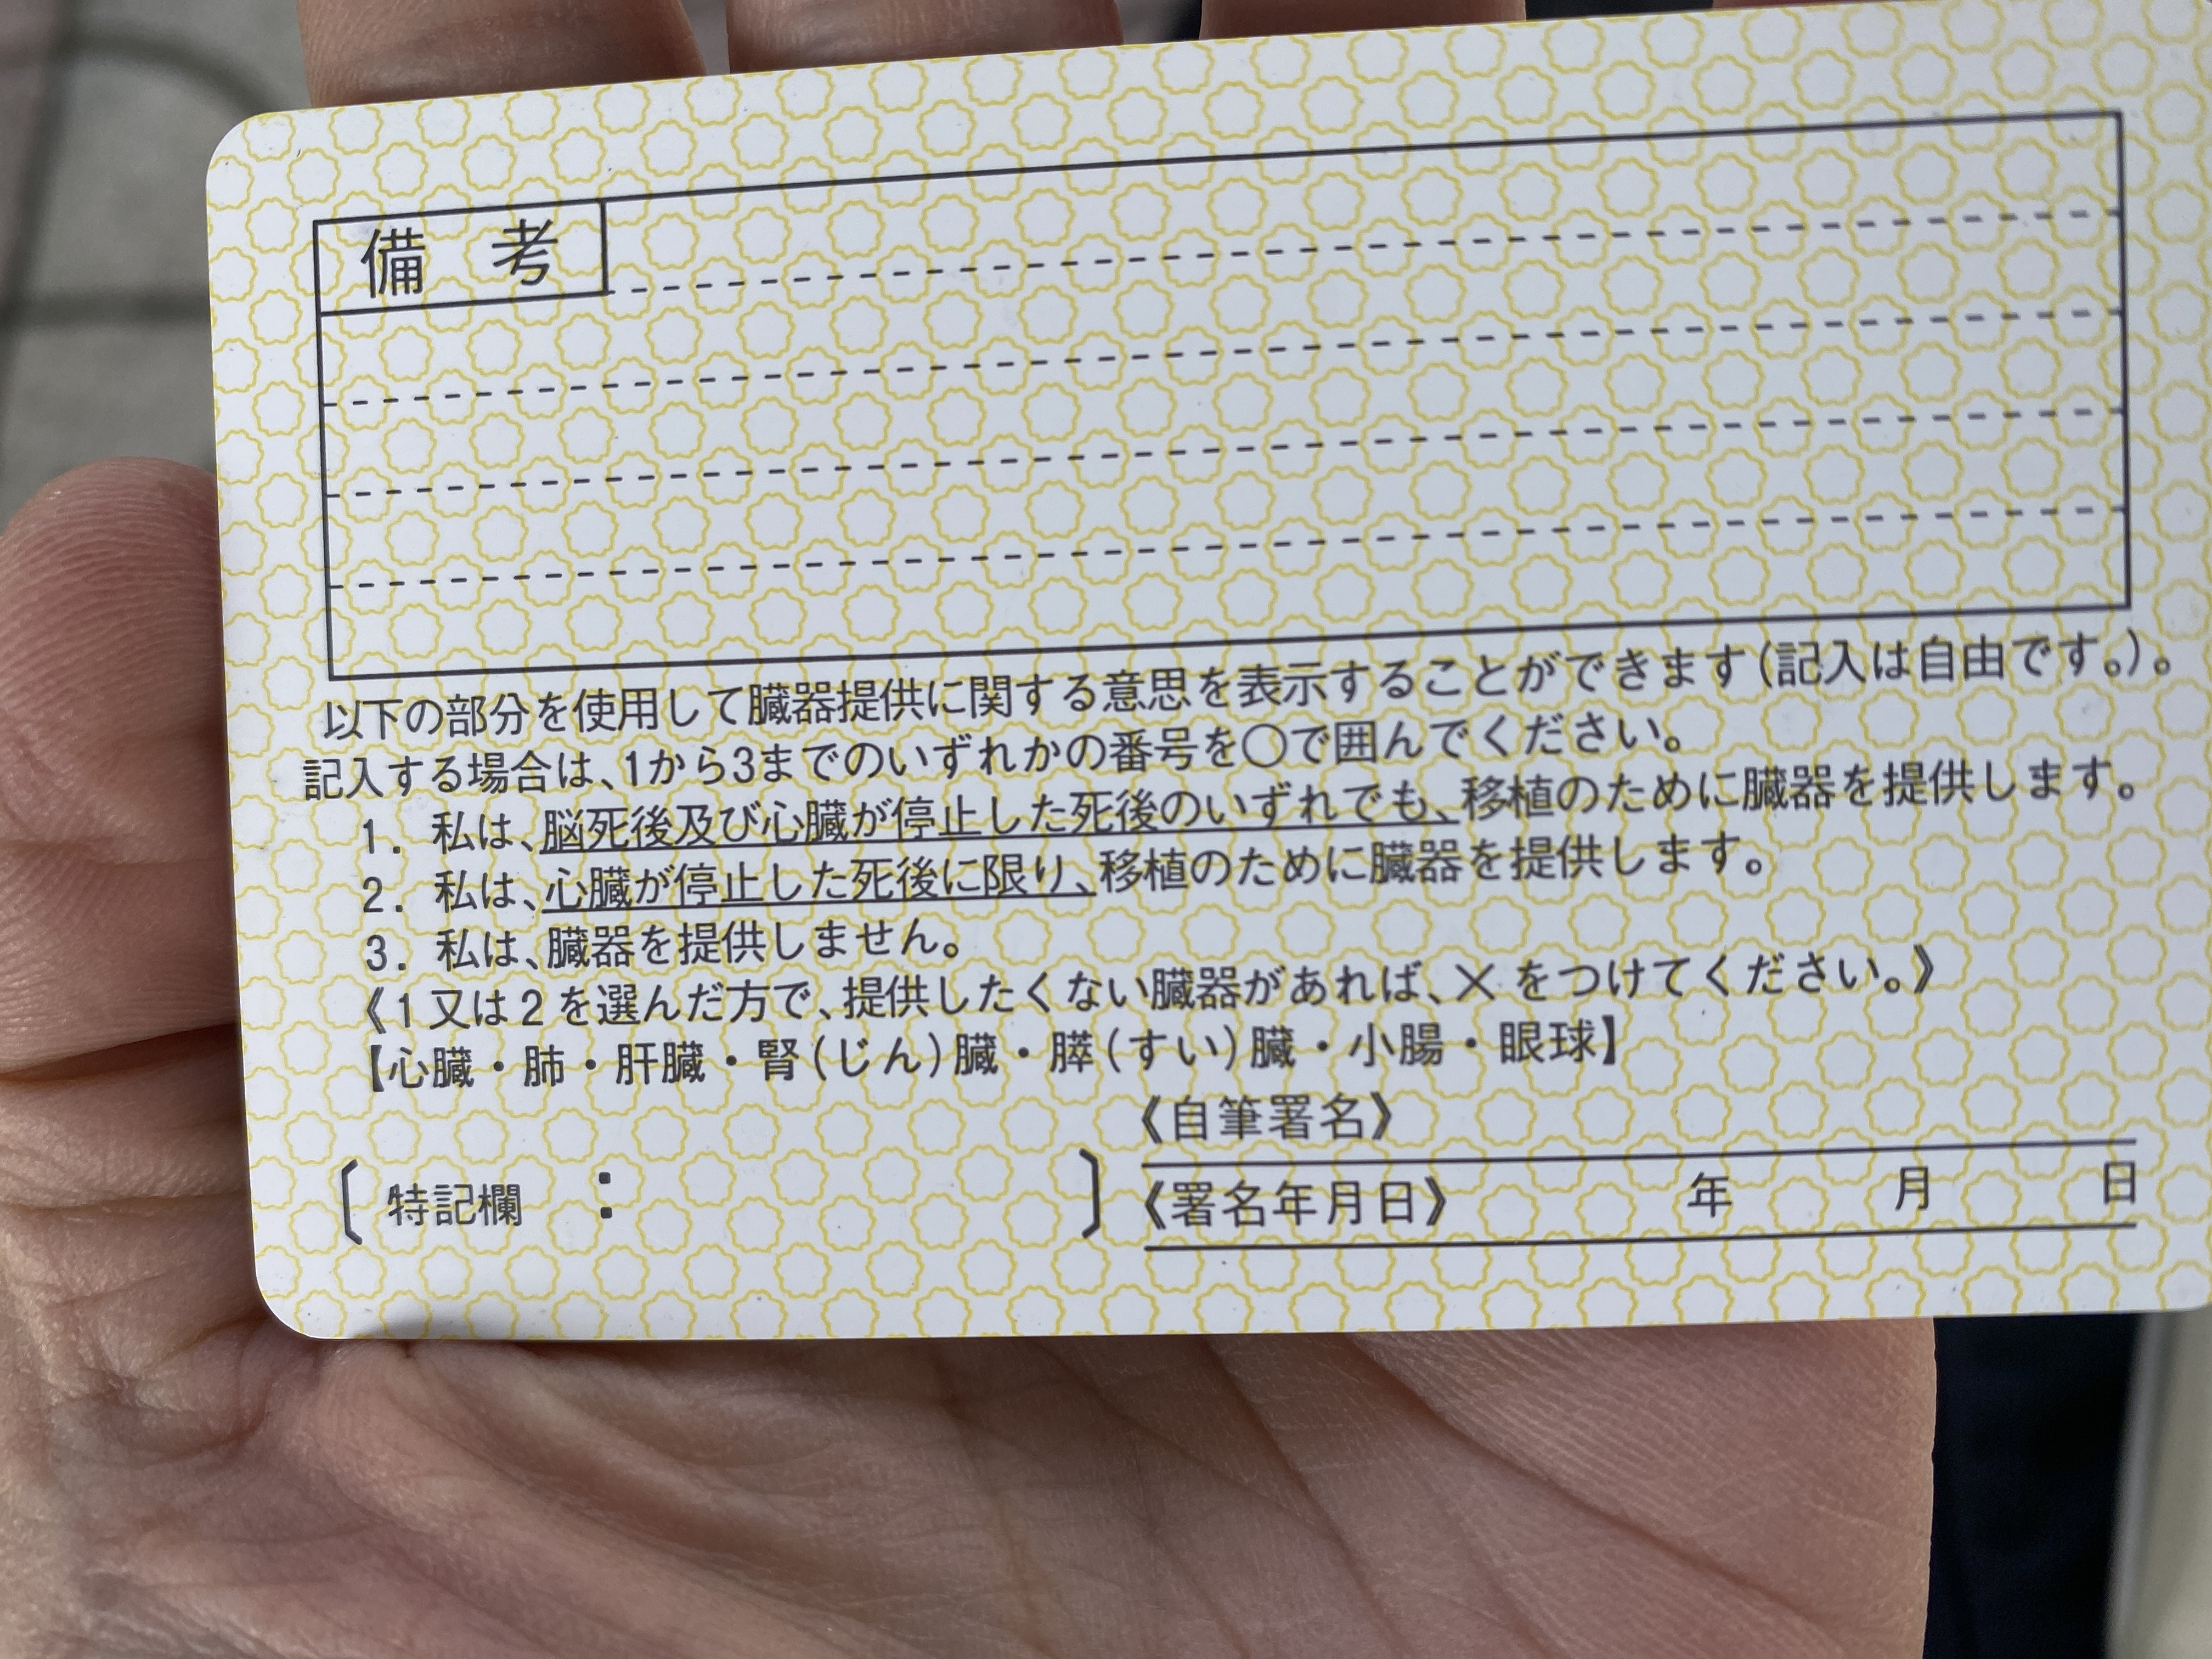 備 考
以下の部分を使用して臓器提供に関する意思を表示することができます(記入は自由です。)。
記入する場合は、1から3までのいずれかの番号を○で囲んでください。
1. 私は、脳死後及び心臓が停止した死後のいずれでも、移植のために臓器を提供します。
2. 私は、心臓が停止した死後に限り、移植のために臓器を提供します。
3. 私は、臓器を提供しません。
《1又は2を選んだ方で、提供したくない臓器があれば、×をつけてください。》
【心臓・肺・肝臓・腎(じん)臓・膵(すい)臓・小腸・眼球】
《自筆署名》
〔特記欄 : 〕
《署名年月日》 年 月 日